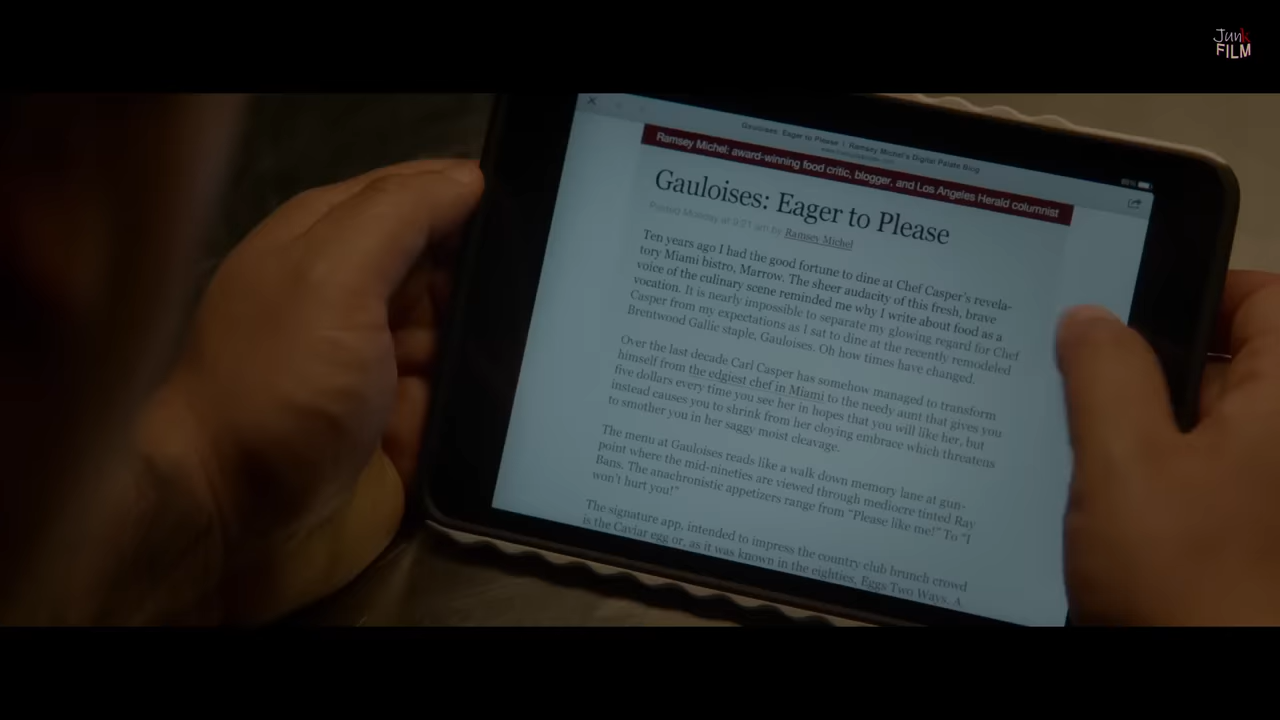 Junk
FILM
Gauloises: Eager to Please | Ramsey Michel's Digital Palate Blog
89%
Ramsey Michel: award-winning food critic, blogger, and Los Angeles Herald columnist
Gauloises: Eager to Please
Posted Monday at 9:21 am by Ramsey Michel
Ten years ago I had the good fortune to dine at Chef Casper's revela-
tory Miami bistro, Marrow. The sheer audacity of this fresh, brave
voice of the culinary scene reminded me why I write about food as a
vocation. It is nearly impossible to separate my glowing regard for Chef
Casper from my expectations as I sat to dine at the recently remodeled
Brentwood Gallic staple, Gauloises. Oh how times have changed.
Over the last decade Carl Casper has somehow managed to transform
himself from the edgiest chef in Miami to the needy aunt that gives you
five dollars every time you see her in hopes that you will like her, but
instead causes you to shrink from her cloying embrace which threatens
to smother you in her saggy moist cleavage.
The menu at Gauloises reads like a walk down memory lane at gun-
point where the mid-nineties are viewed through mediocre tinted Ray
Bans. The anachronistic appetizers range from "Please like me!" To "I
won't hurt you!"
The signature app, intended to impress the country club brunch crowd
is the Caviar egg or, as it was known in the eighties, Eggs Two Ways. A